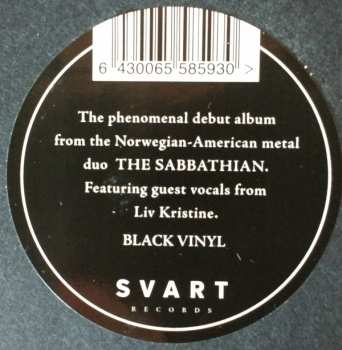 6 430065 585930 >
The phenomenal debut album
from the Norwegian-American metal
duo THE SABBATHIAN.
Featuring guest vocals from
Liv Kristine.
BLACK VINYL
SVART
RECORDS